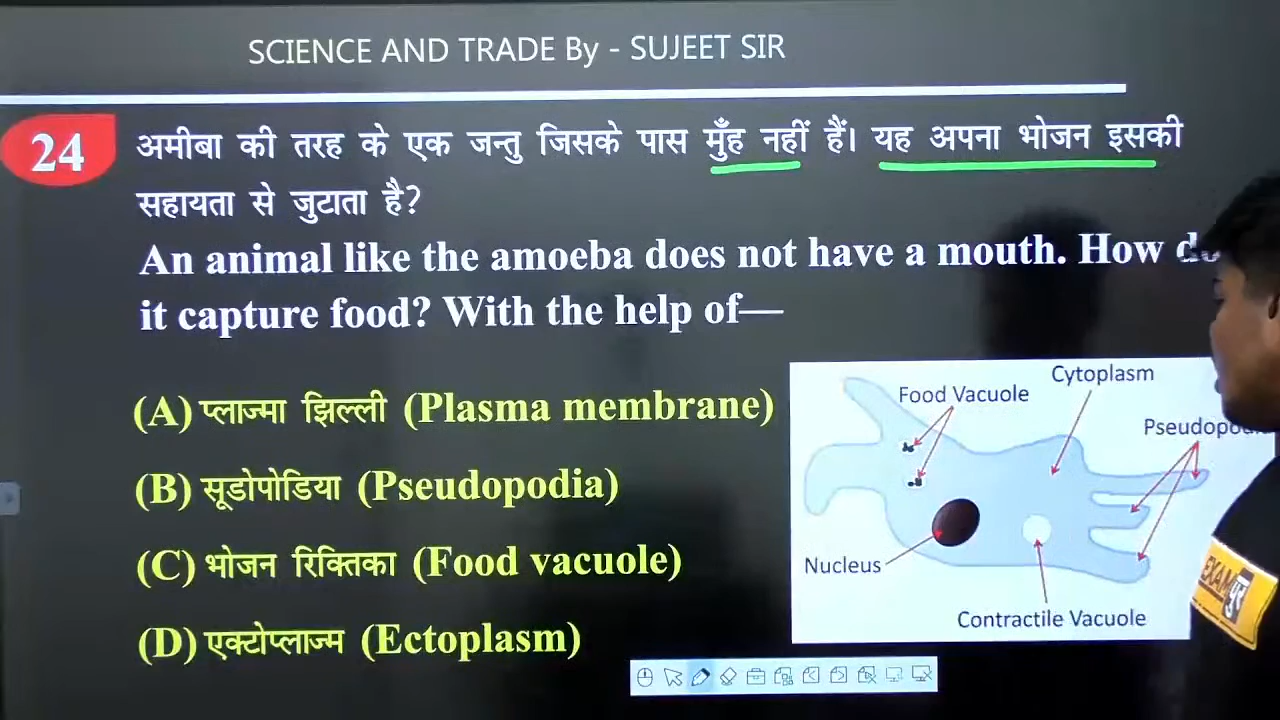 SCIENCE AND TRADE By - SUJEET SIR
24
अमीबा की तरह के एक जन्तु जिसके पास मुँह नहीं हैं। यह अपना भोजन इसकी
सहायता से जुटाता है?
An animal like the amoeba does not have a mouth. How
it capture food? With the help of—
(A) प्लाज्मा झिल्ली (Plasma membrane)
(B) सूडोपोडिया (Pseudopodia)
(C) भोजन रिक्तिका (Food vacuole)
(D) एक्टोप्लाज्म (Ectoplasm)
Cytoplasm
Food Vacuole
Pseudopodia
Nucleus
Contractile Vacuole